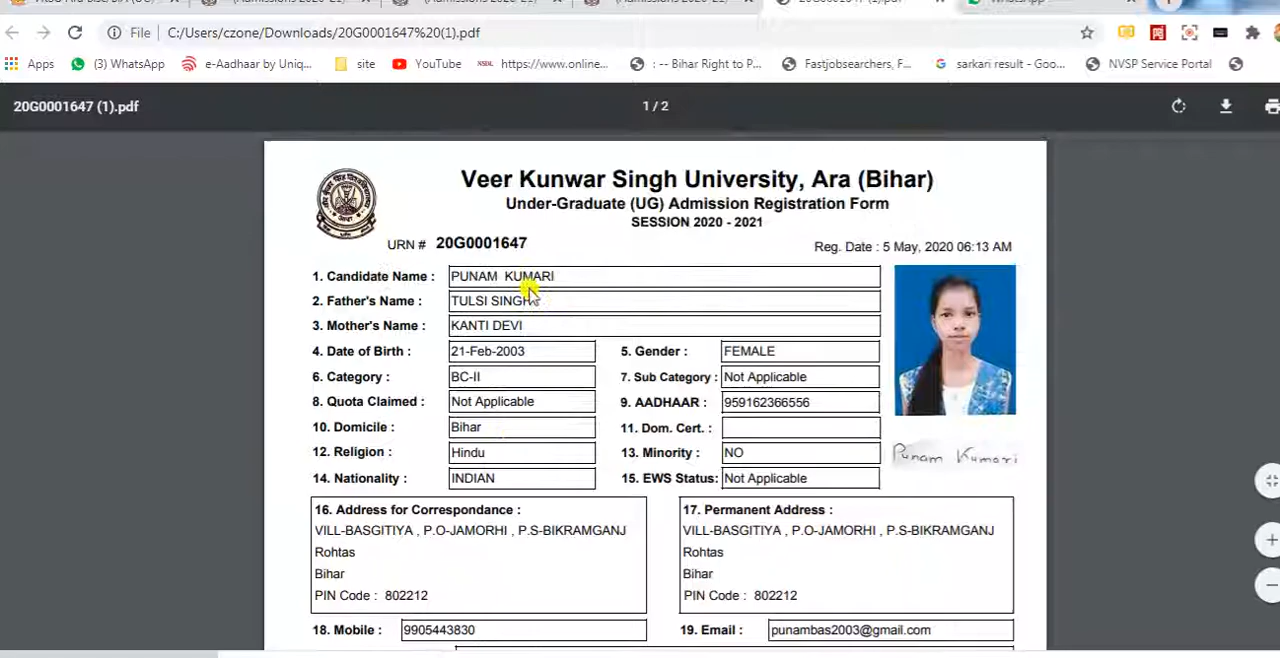 (Admissions 2020-21)
File C:/Users/czone/Downloads/20G0001647%20(1).pdf
Apps (3) WhatsApp e-Aadhaar by Uniq... site YouTube https://www.online... : -- Bihar Right to P... Fastjobsearchers, F... sarkari result - Goo... NVSP Service Portal
20G0001647 (1).pdf 1 / 2
Veer Kunwar Singh University, Ara (Bihar)
Under-Graduate (UG) Admission Registration Form
SESSION 2020 - 2021
URN # 20G0001647 Reg. Date : 5 May, 2020 06:13 AM
1. Candidate Name : PUNAM KUMARI
2. Father's Name : TULSI SINGH
3. Mother's Name : KANTI DEVI
4. Date of Birth : 21-Feb-2003 5. Gender : FEMALE
6. Category : BC-II 7. Sub Category : Not Applicable
8. Quota Claimed : Not Applicable 9. AADHAAR : 959162366556
10. Domicile : Bihar 11. Dom. Cert. :
12. Religion : Hindu 13. Minority : NO
Punam Kumari
14. Nationality : INDIAN 15. EWS Status: Not Applicable
16. Address for Correspondence :
VILL-BASGITIYA , P.O-JAMORHI , P.S-BIKRAMGANJ
Rohtas
Bihar
PIN Code : 802212
17. Permanent Address :
VILL-BASGITIYA , P.O-JAMORHI , P.S-BIKRAMGANJ
Rohtas
Bihar
PIN Code : 802212
18. Mobile : 9905443830 19. Email : punambas2003@gmail.com